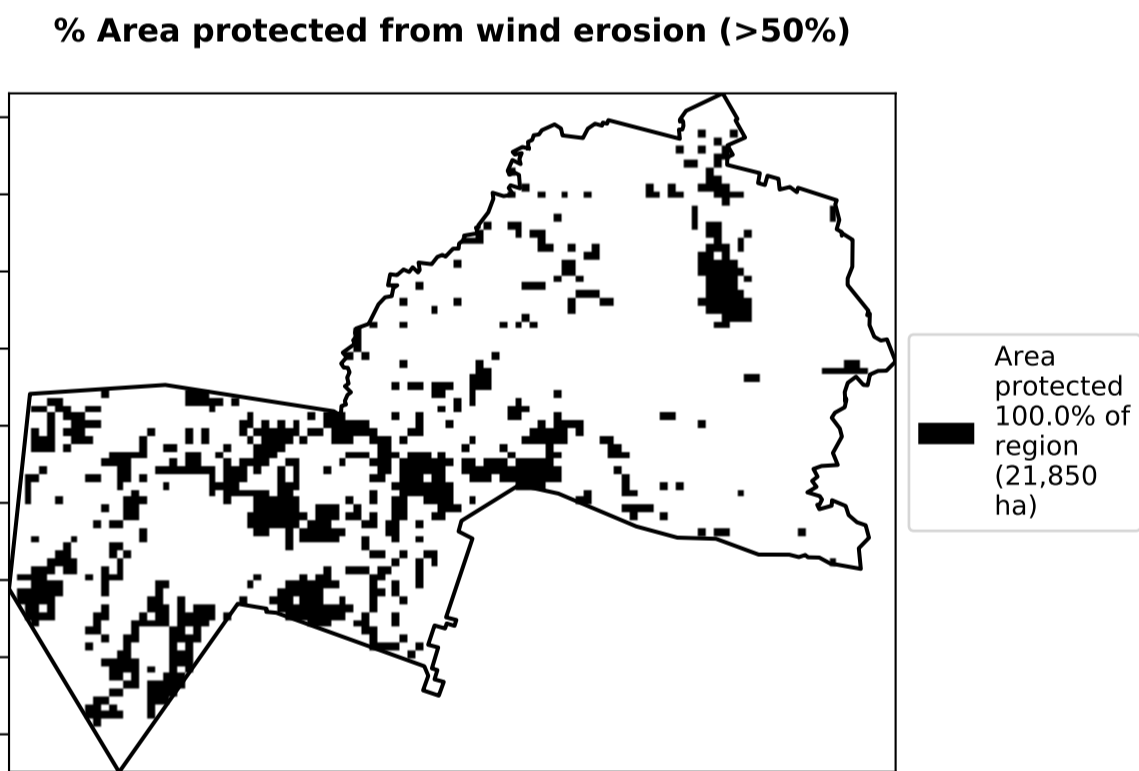 % Area protected from wind erosion (>50%)
Area
protected
100.0% of
region
(21,850
ha)